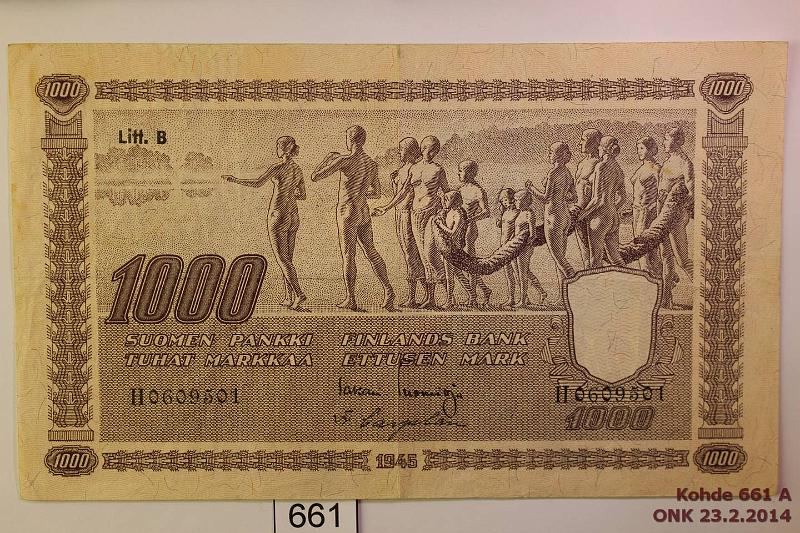 1000 1000
Litt. B
1000
SUOMEN PANKKI FINLANDS BANK
TUHAT MARKKAA ETTUSEN MARK
H0609501 H0609501
1000
1000 1945 1000
661
Kohde 661 A
ONK 23.2.2014